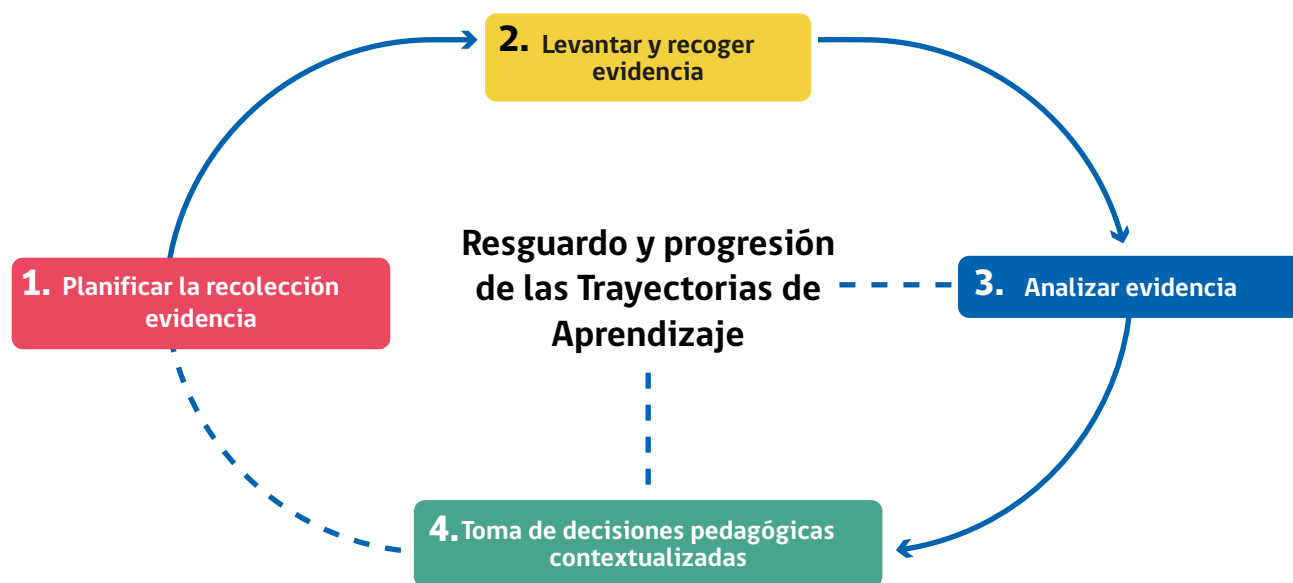 2. Levantar y recoger
evidencia
Resguardo y progresión
de las Trayectorias de
Aprendizaje
1. Planificar la recolección
evidencia
3. Analizar evidencia
4. Toma de decisiones pedagógicas
contextualizadas